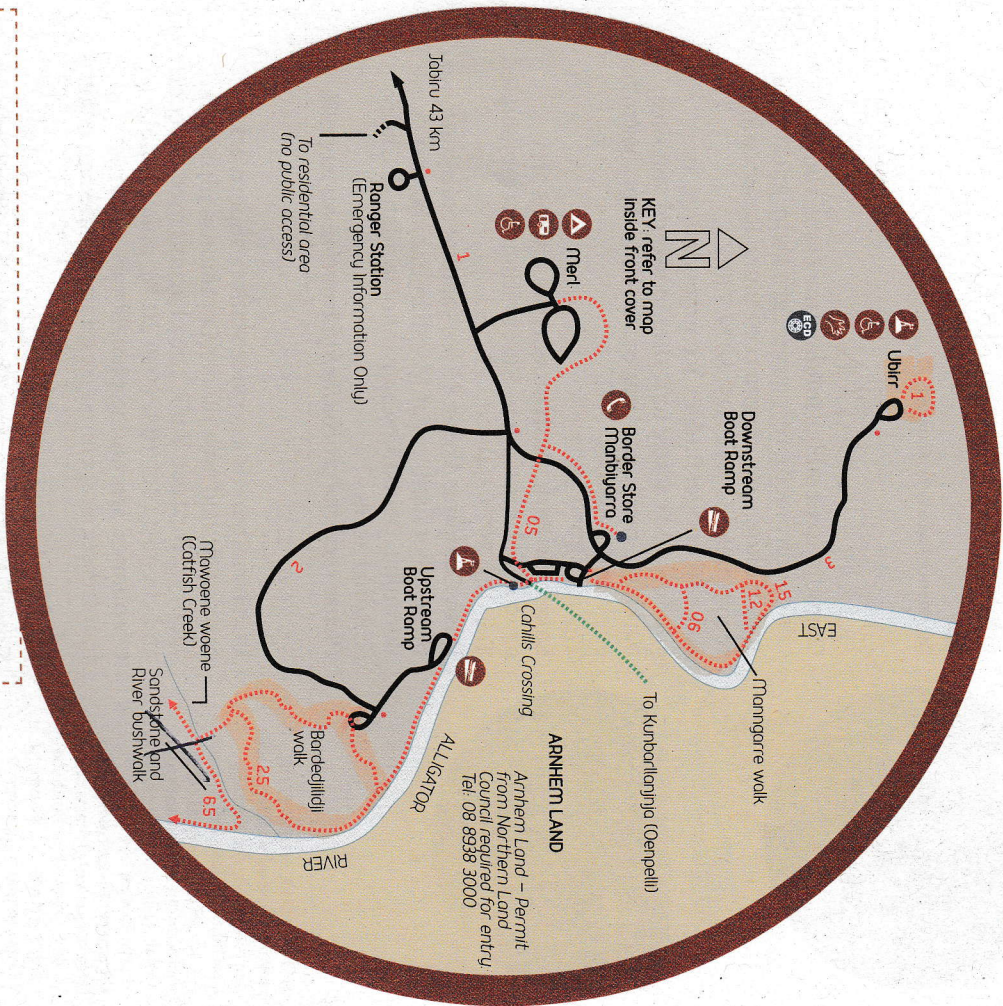 ECD
Ubirr
1
KEY: refer to map
inside front cover
N
3
EAST
1.5
1.2
0.6
Manngarre walk
Downstream
Boat Ramp
Border Store
Manbiyarra
Merl
1
0.5
To Kunbarllanjnja (Oenpelli)
Cahills Crossing
ARNHEM LAND
Arnhem Land – Permit
from Northern Land
Council required for entry.
Tel: 08 8938 3000
Jabiru 43 km
Ranger Station
(Emergency Information Only)
To residential area
(no public access)
Upstream
Boat Ramp
2
ALLIGATOR
RIVER
Bardedjilidji
walk
2.5
Mawoene woene
(Catfish Creek)
Sandstone and
River bushwalk
6.5